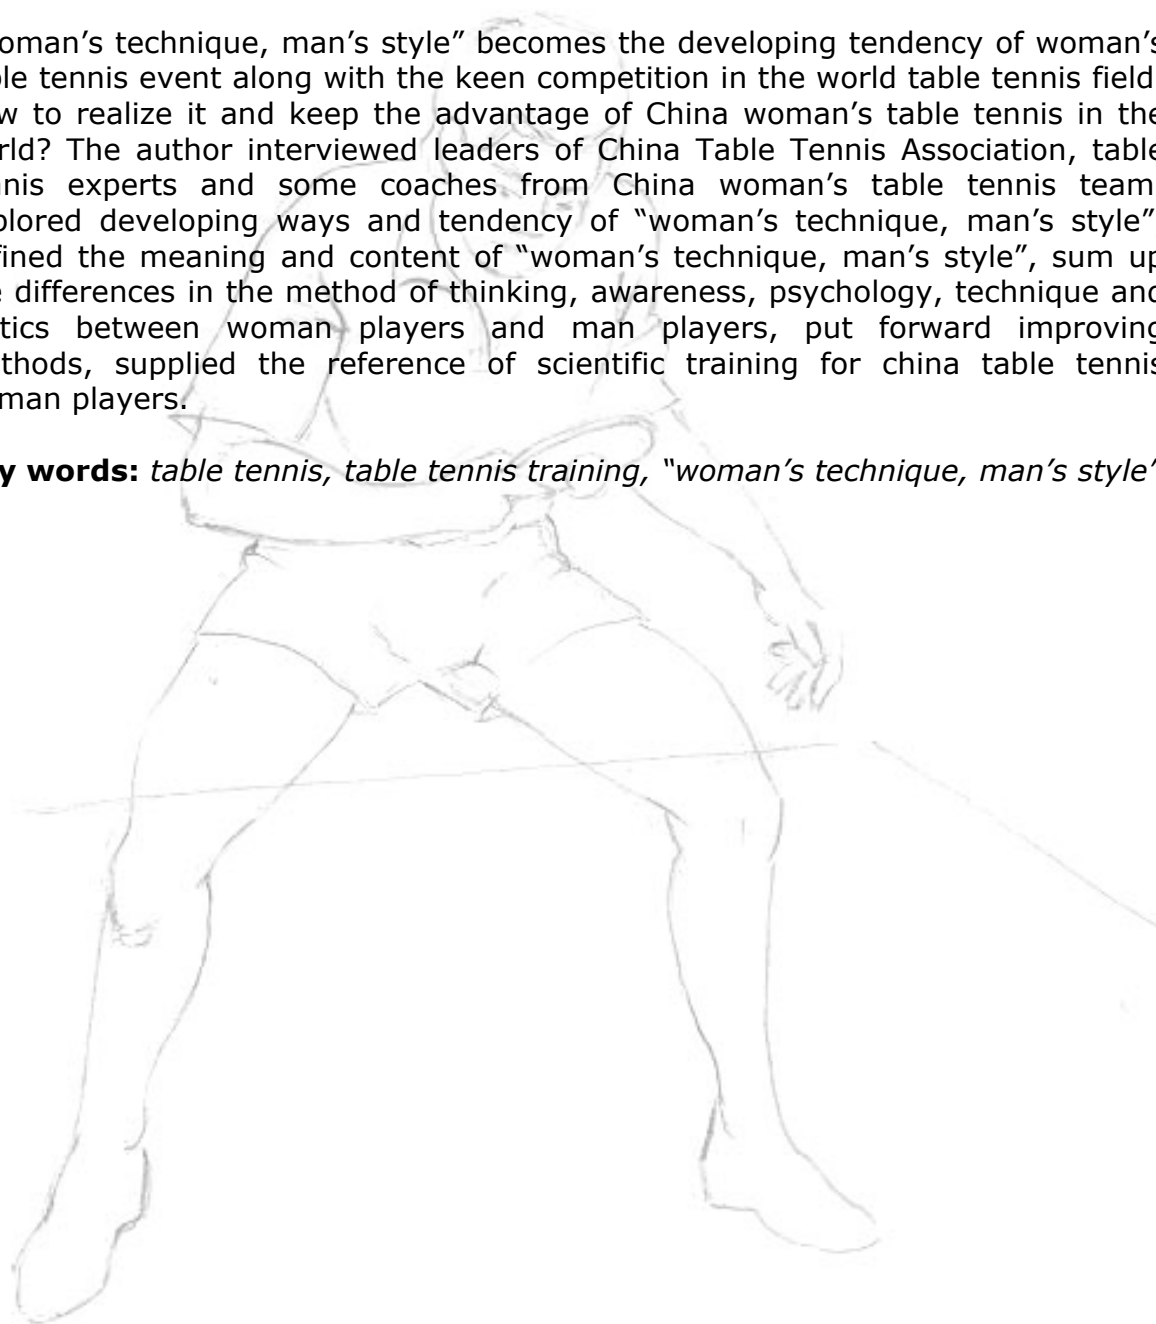 oman’s technique, man’s style” becomes the developing tendency of woman’s
ble tennis event along with the keen competition in the world table tennis field
w to realize it and keep the advantage of China woman’s table tennis in the
rld? The author interviewed leaders of China Table Tennis Association, table
nnis experts and some coaches from China woman’s table tennis team
plored developing ways and tendency of “woman’s technique, man’s style”
fined the meaning and content of “woman’s technique, man’s style”, sum up
e differences in the method of thinking, awareness, psychology, technique and
tics between woman players and man players, put forward improving
thods, supplied the reference of scientific training for china table tennis
man players.
y words: table tennis, table tennis training, “woman’s technique, man’s style”